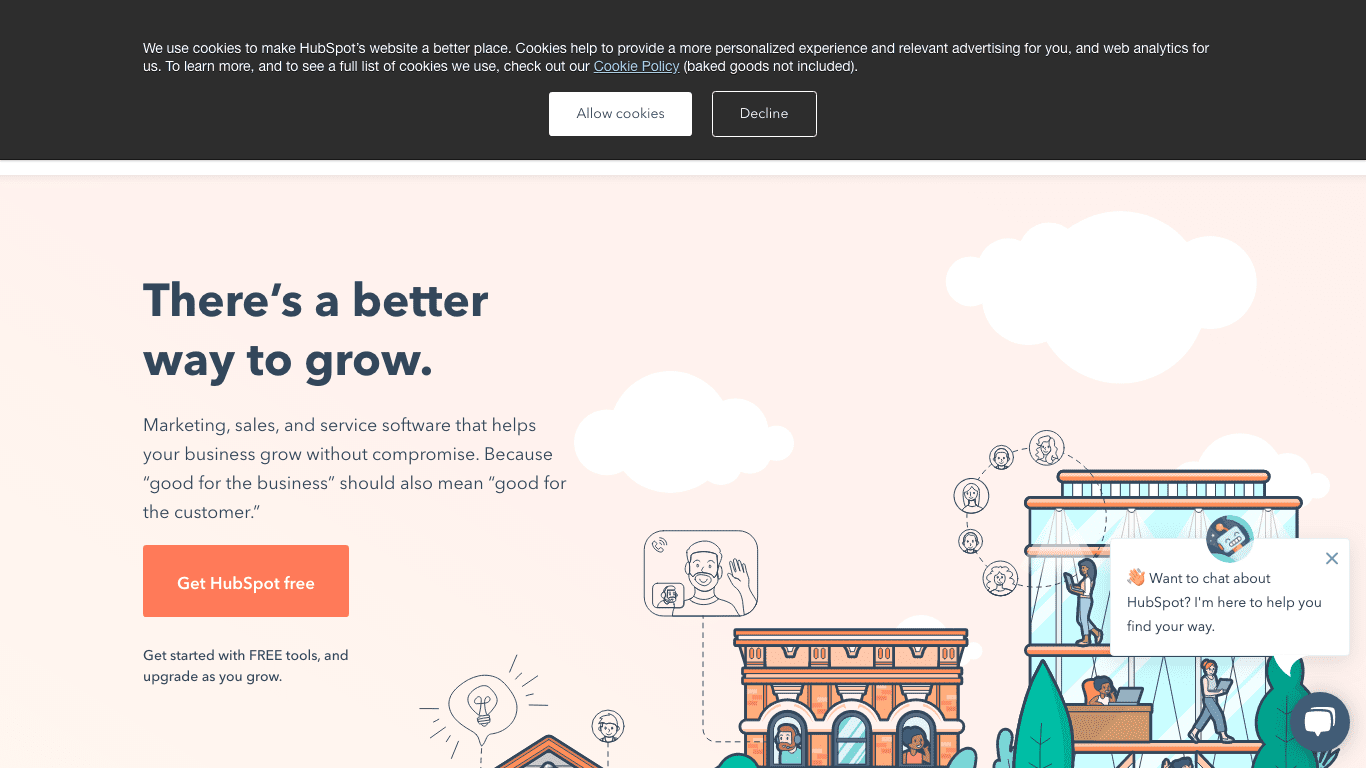 We use cookies to make HubSpot's website a better place. Cookies help to provide a more personalized experience and relevant advertising for you, and web analytics for
us. To learn more, and to see a full list of cookies we use, check out our Cookie Policy (baked goods not included).
Allow cookies
Decline
There’s a better
way to grow.
Marketing, sales, and service software that helps
your business grow without compromise. Because
“good for the business” should also mean “good for
the customer.”
Get HubSpot free
Get started with FREE tools, and
upgrade as you grow.
👋 Want to chat about
HubSpot? I'm here to help you
find your way.